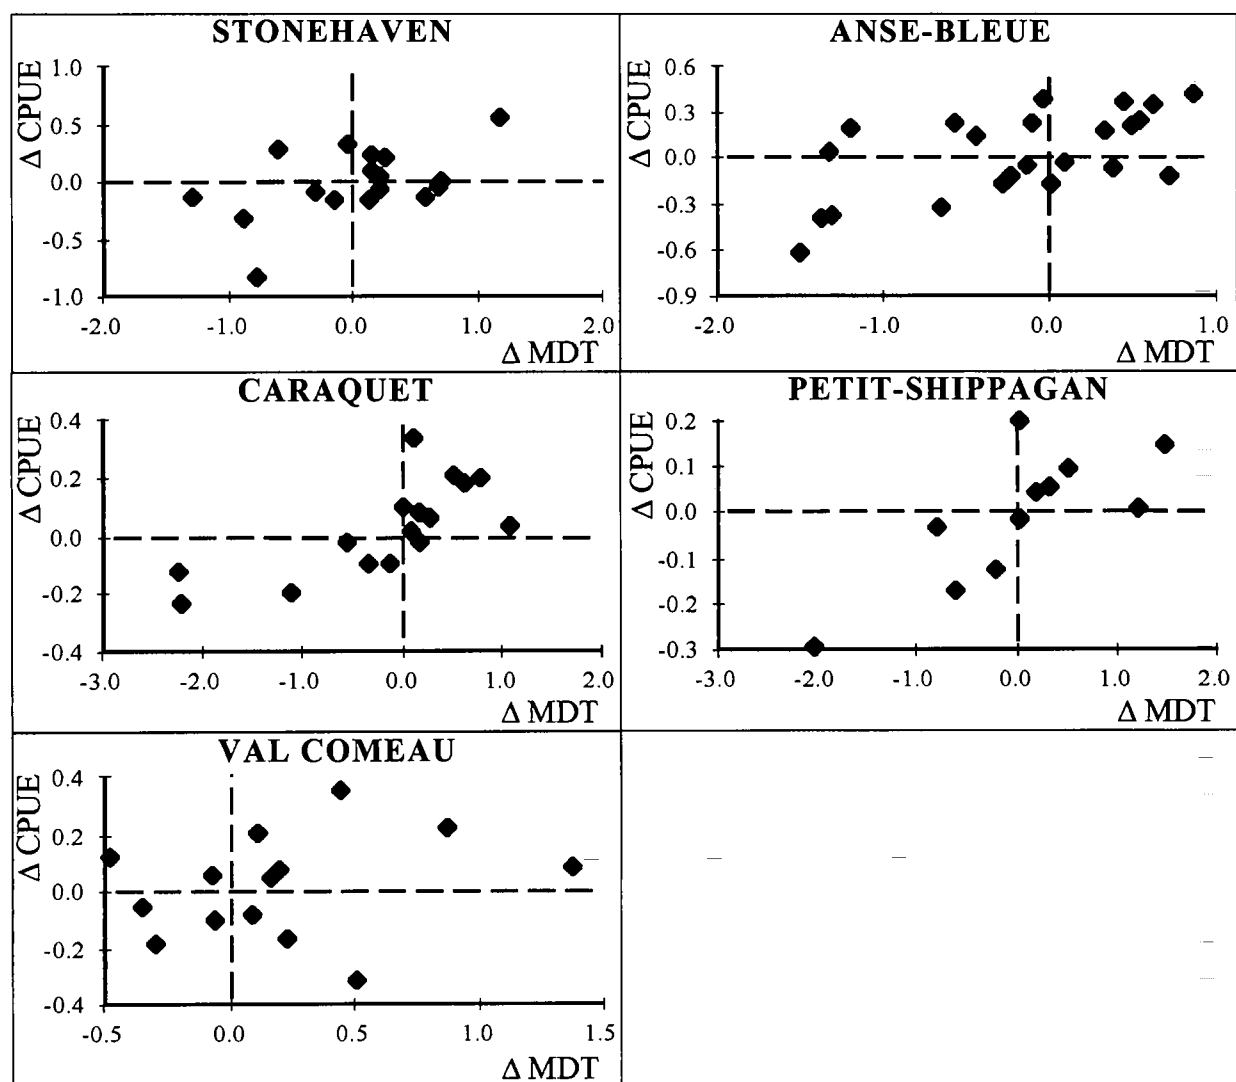 STONEHAVEN
Δ CPUE
1.0
0.5
0.0
-0.5
-1.0
-2.0 -1.0 0.0 1.0 2.0
Δ MDT
ANSE-BLEUE
Δ CPUE
0.6
0.3
0.0
-0.3
-0.6
-0.9
-2.0 -1.0 0.0 1.0
Δ MDT
CARAQUET
Δ CPUE
0.4
0.2
0.0
-0.2
-0.4
-3.0 -2.0 -1.0 0.0 1.0 2.0
Δ MDT
PETIT-SHIPPAGAN
Δ CPUE
0.2
0.1
0.0
-0.1
-0.2
-0.3
-3.0 -2.0 -1.0 0.0 1.0 2.0
Δ MDT
VAL COMEAU
Δ CPUE
0.4
0.2
0.0
-0.2
-0.4
-0.5 0.0 0.5 1.0 1.5
Δ MDT